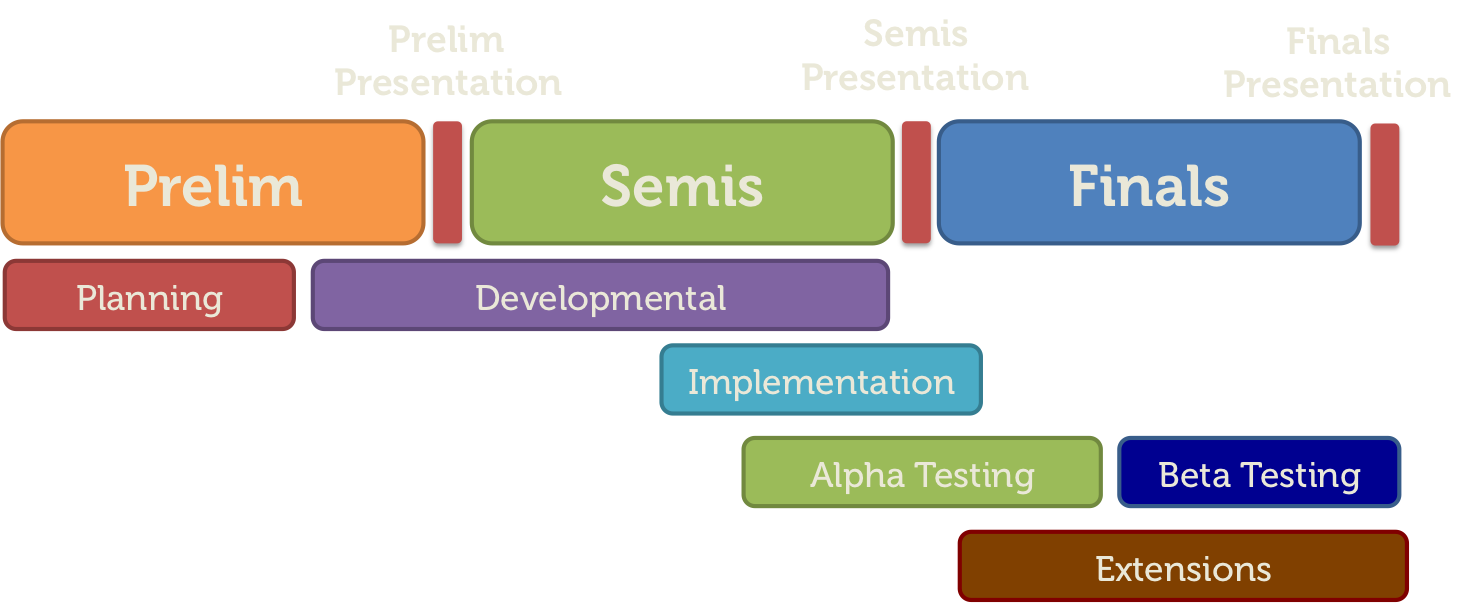 Prelim
Presentation
Semis
Presentation
Finals
Presentation
Prelim
Semis
Finals
Planning
Developmental
Implementation
Alpha Testing
Beta Testing
Extensions